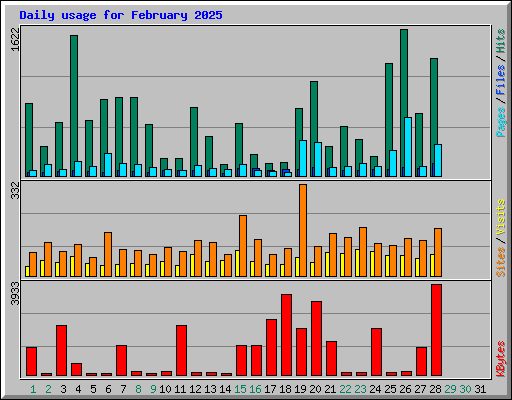 Daily usage for February 2025
1622
Pages / Files / Hits
332
Sites / Visits
3933
KBytes
1 2 3 4 5 6 7 8 9 10 11 12 13 14 15 16 17 18 19 20 21 22 23 24 25 26 27 28 29 30 31